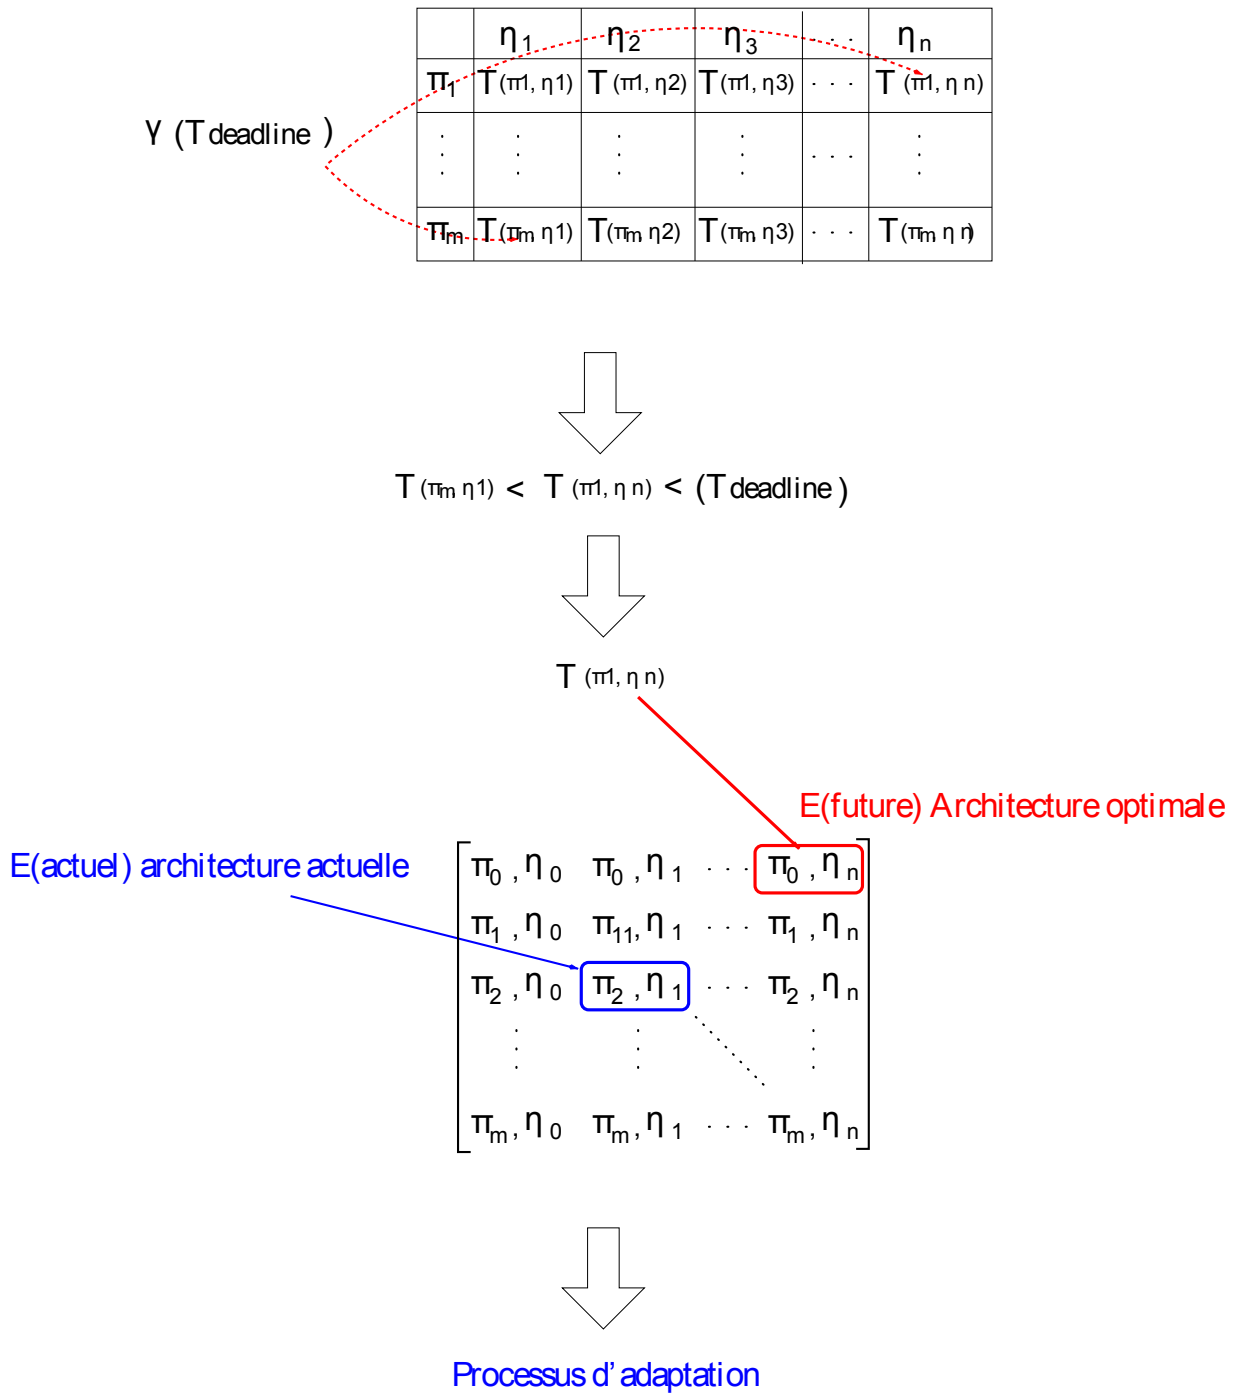 η1 η2 η3 . . . ηn
π1 T(π1, η1) T(π1, η2) T(π1, η3) . . . T (π1, η n)
γ (T deadline )
⋮ ⋮ ⋮ ⋮ . . . ⋮
πm T(πm, η1) T(πm, η2) T(πm, η3) . . . T(πm, η n)
T (πm, η1) < T (π1, η n) < (T deadline )
T (π1, η n)
E(future) Architecture optimale
E(actuel) architecture actuelle
π0 , η0 π0 , η1 . . . π0 , ηn
π1 , η0 π11, η1 . . . π1 , ηn
π2 , η0 π2 , η1 . . . π2 , ηn
⋮ ⋮ ⋱ ⋮
πm, η0 πm, η1 . . . πm, ηn
Processus d' adaptation